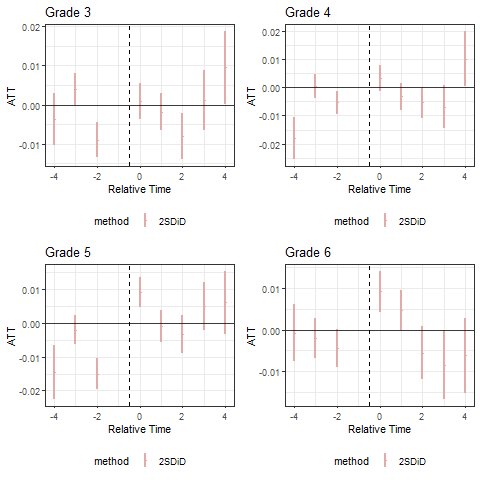 Grade 3
Grade 4
ATT
0.02
0.01
0.00
-0.01
-4
-2
0
2
4
Relative Time
method 2SDiD
ATT
0.02
0.01
0.00
-0.01
-0.02
-4
-2
0
2
4
Relative Time
method 2SDiD
Grade 5
Grade 6
ATT
0.01
0.00
-0.01
-0.02
-4
-2
0
2
4
Relative Time
method 2SDiD
ATT
0.01
0.00
-0.01
-4
-2
0
2
4
Relative Time
method 2SDiD